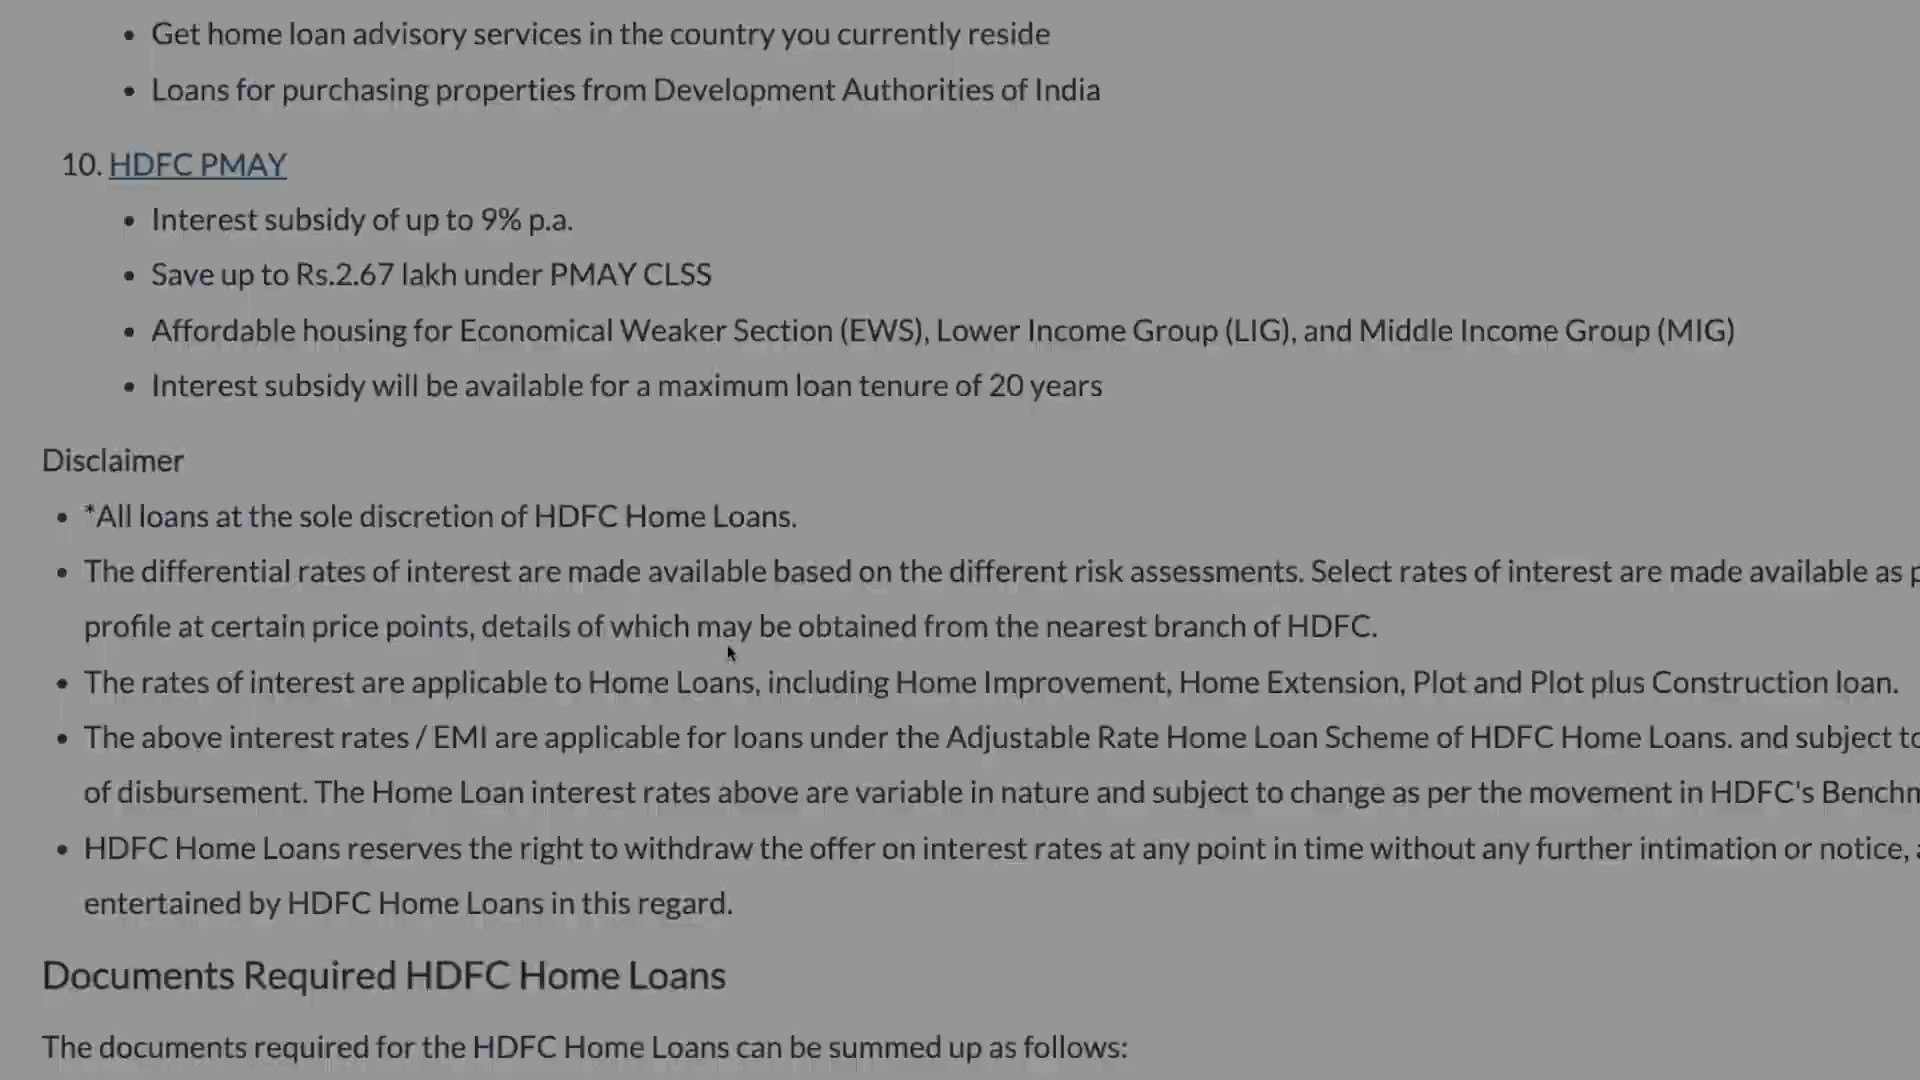 • Get home loan advisory services in the country you currently reside
• Loans for purchasing properties from Development Authorities of India
10. HDFC PMAY
• Interest subsidy of up to 9% p.a.
• Save up to Rs.2.67 lakh under PMAY CLSS
• Affordable housing for Economical Weaker Section (EWS), Lower Income Group (LIG), and Middle Income Group (MIG)
• Interest subsidy will be available for a maximum loan tenure of 20 years
Disclaimer
• *All loans at the sole discretion of HDFC Home Loans.
• The differential rates of interest are made available based on the different risk assessments. Select rates of interest are made available as
profile at certain price points, details of which may be obtained from the nearest branch of HDFC.
• The rates of interest are applicable to Home Loans, including Home Improvement, Home Extension, Plot and Plot plus Construction loan.
• The above interest rates / EMI are applicable for loans under the Adjustable Rate Home Loan Scheme of HDFC Home Loans. and subject to
of disbursement. The Home Loan interest rates above are variable in nature and subject to change as per the movement in HDFC's
• HDFC Home Loans reserves the right to withdraw the offer on interest rates at any point in time without any further intimation or notice,
entertained by HDFC Home Loans in this regard.
Documents Required HDFC Home Loans
The documents required for the HDFC Home Loans can be summed up as follows: